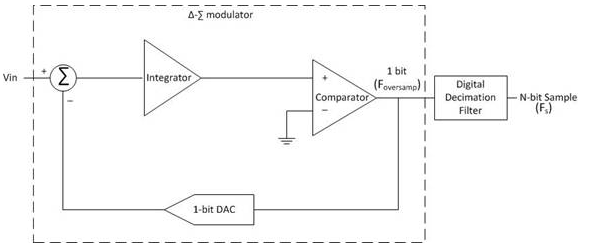 Δ-∑ modulator
Vin
+
∑
−
Integrator
+
Comparator
−
1 bit
(Foversamp)
Digital
Decimation
Filter
N-bit Sample
(Fs)
1-bit DAC